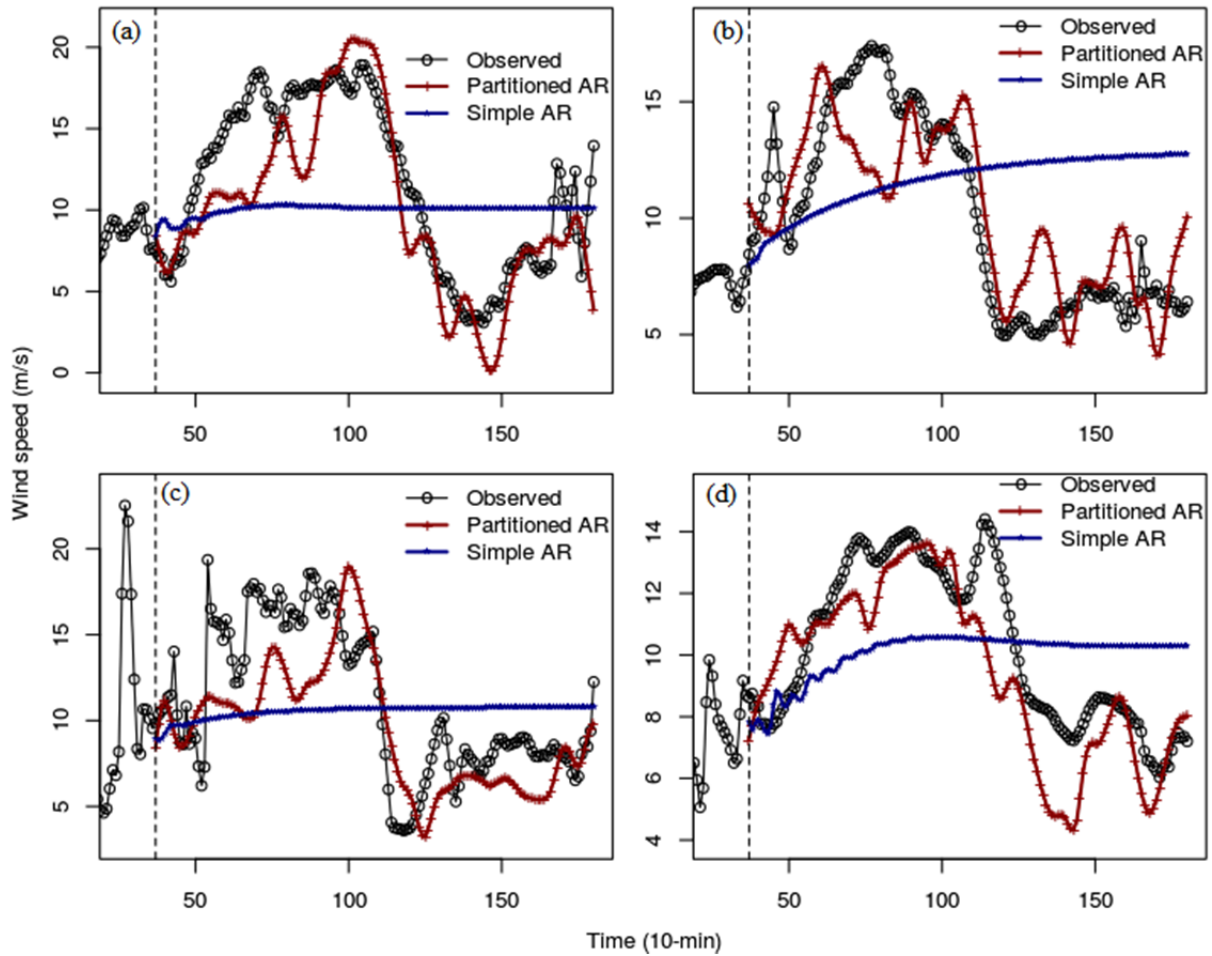 (a)
Observed
Partitioned AR
Simple AR
20
15
10
5
0
50 100 150
(b)
Observed
Partitioned AR
Simple AR
15
10
5
50 100 150
Wind speed (m/s)
(c)
Observed
Partitioned AR
Simple AR
20
15
10
5
50 100 150
(d)
Observed
Partitioned AR
Simple AR
14
12
10
8
6
4
50 100 150
Time (10-min)